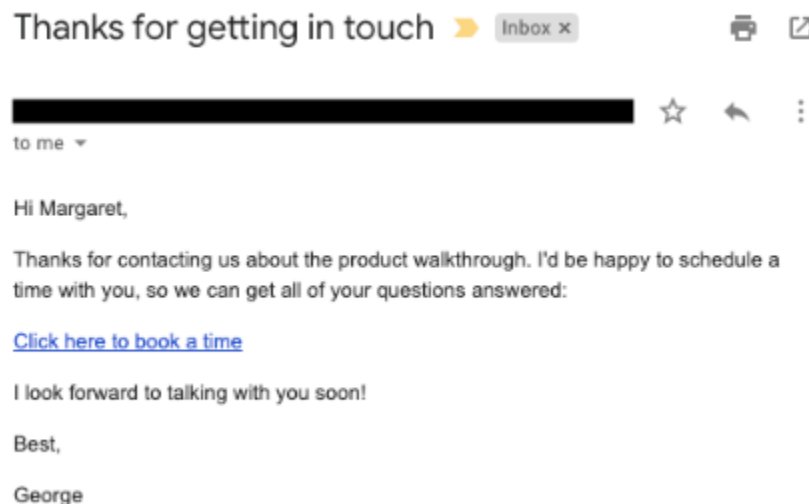 Thanks for getting in touch Inbox ×
to me
Hi Margaret,
Thanks for contacting us about the product walkthrough. I'd be happy to schedule a
time with you, so we can get all of your questions answered:
Click here to book a time
I look forward to talking with you soon!
Best,
George